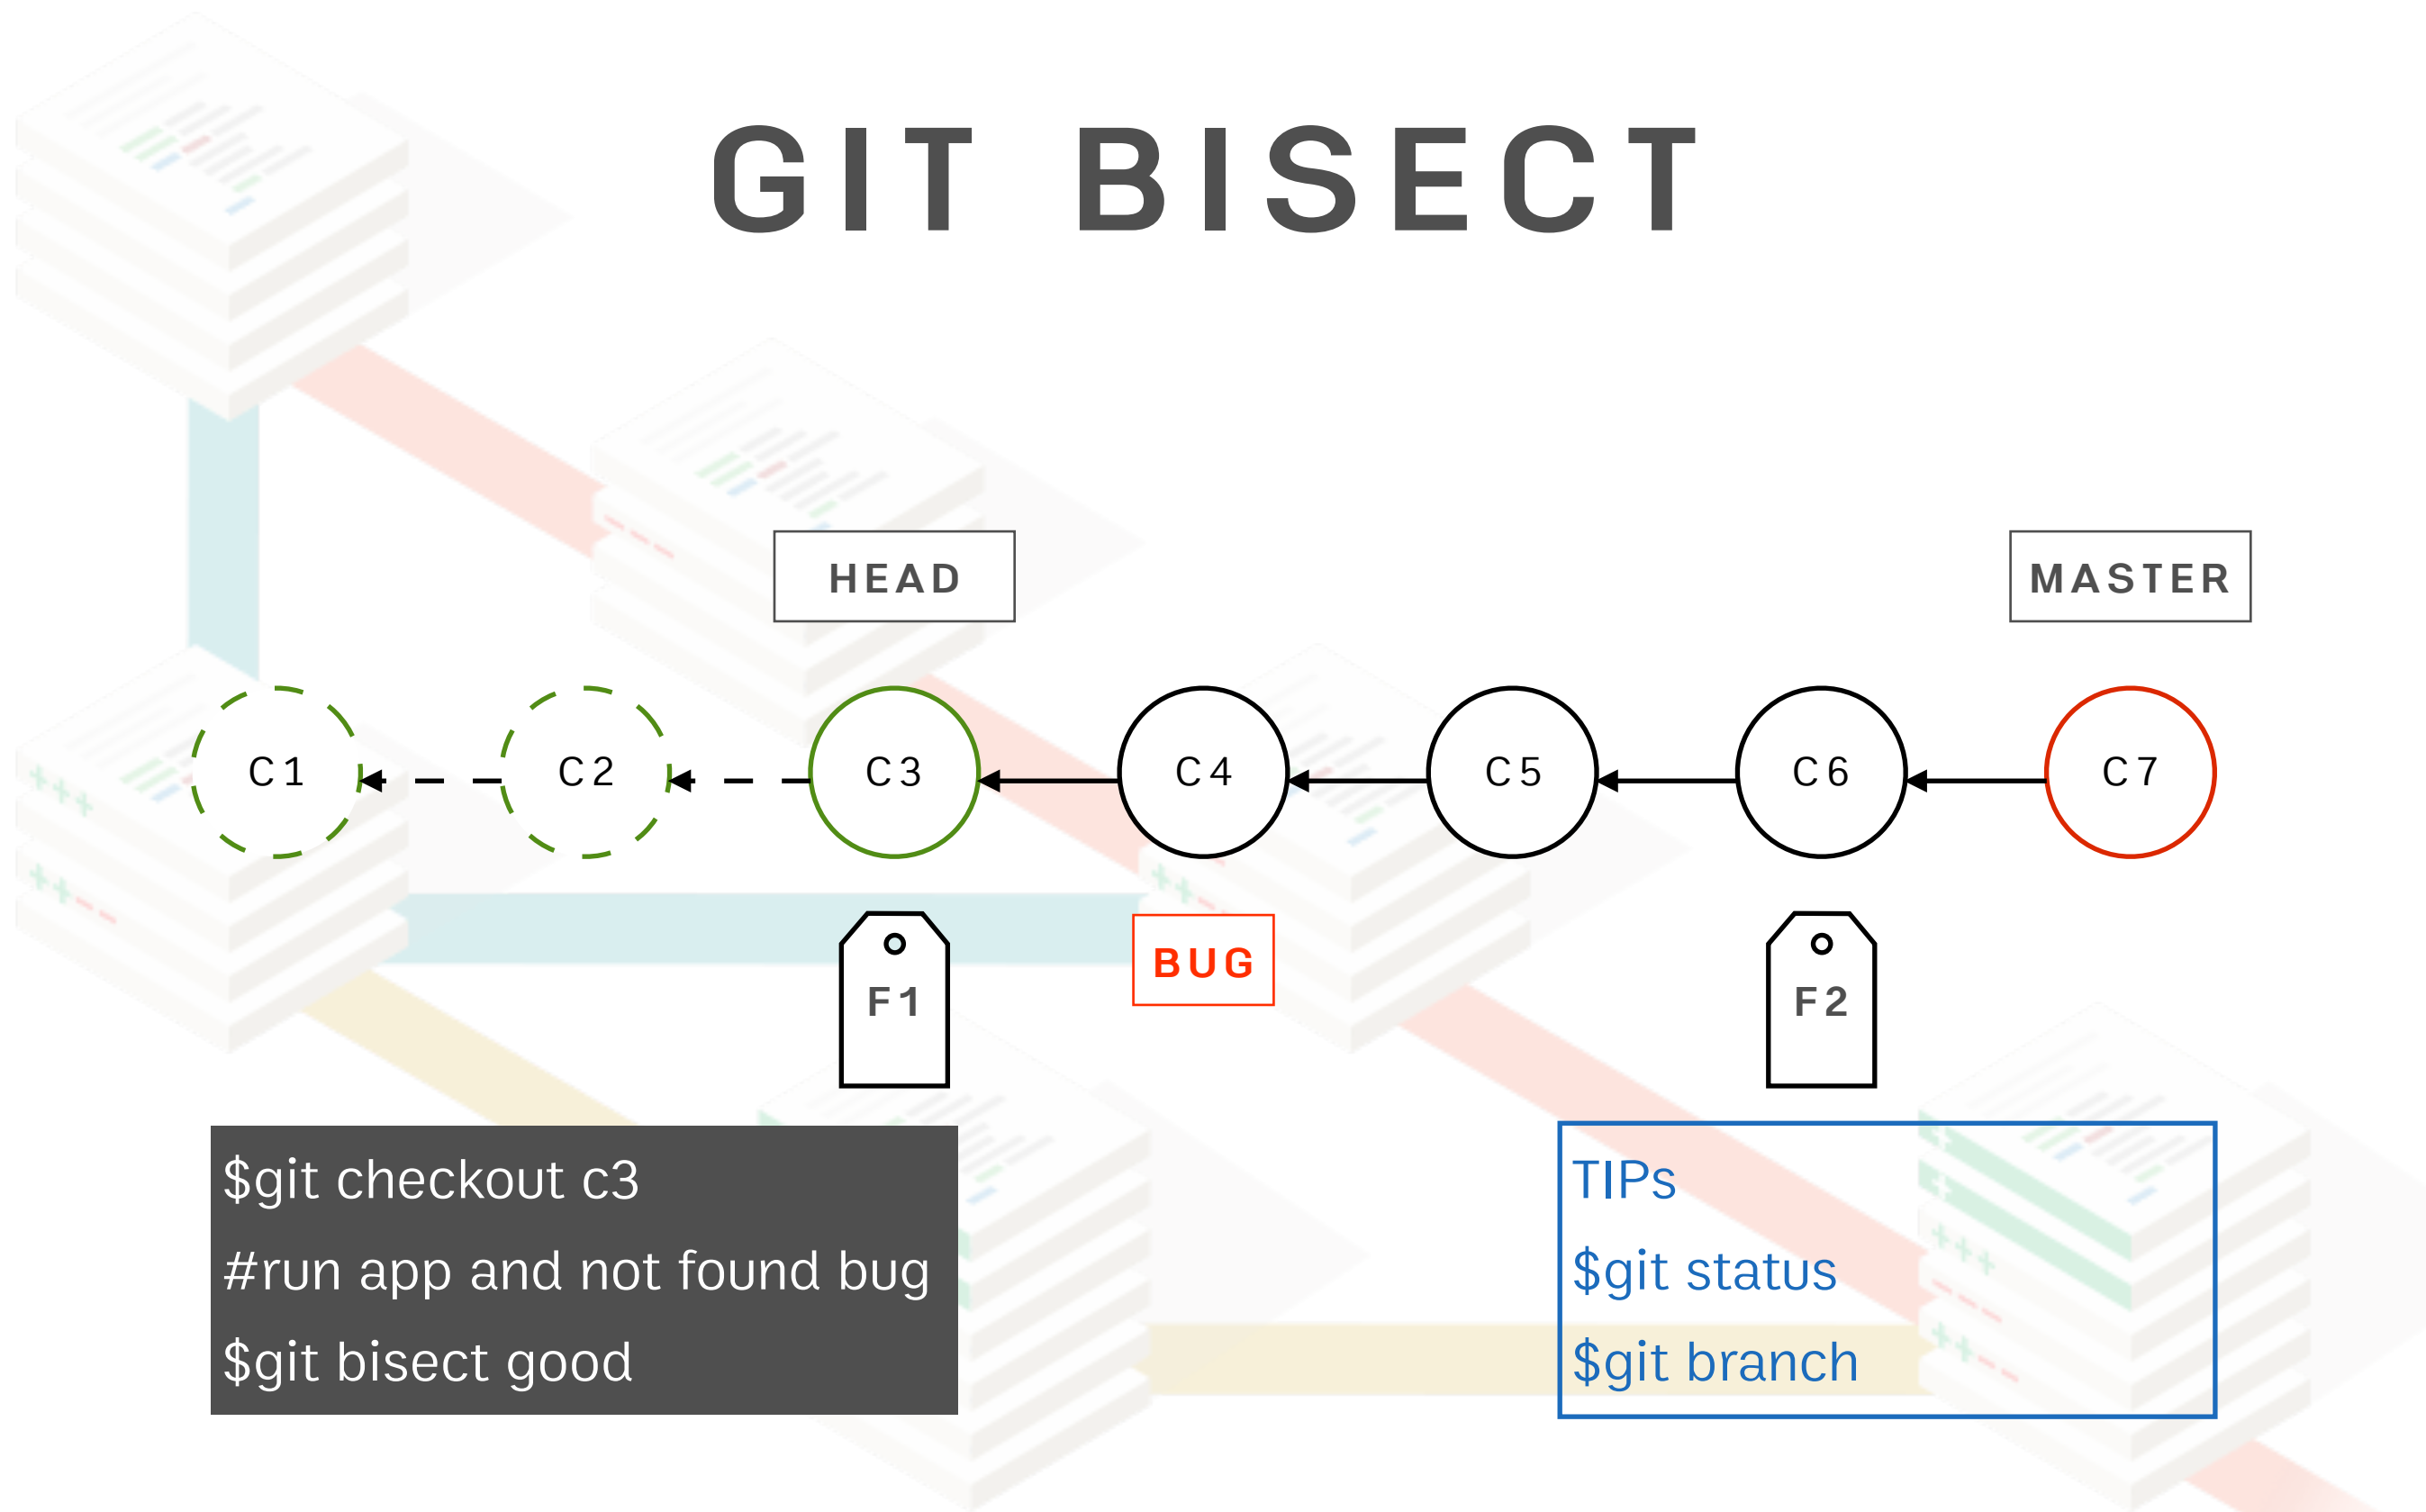 GIT BISECT
HEAD
MASTER
C1
C2
C3
C4
C5
C6
C7
F1
BUG
F2
$git checkout c3
#run app and not found bug
$git bisect good
TIPs
$git status
$git branch